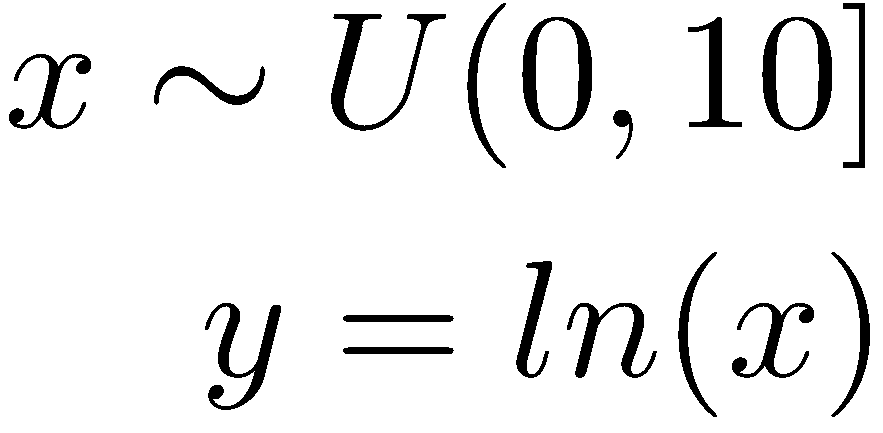 x ∼ U(0, 10]
y = ln(x)